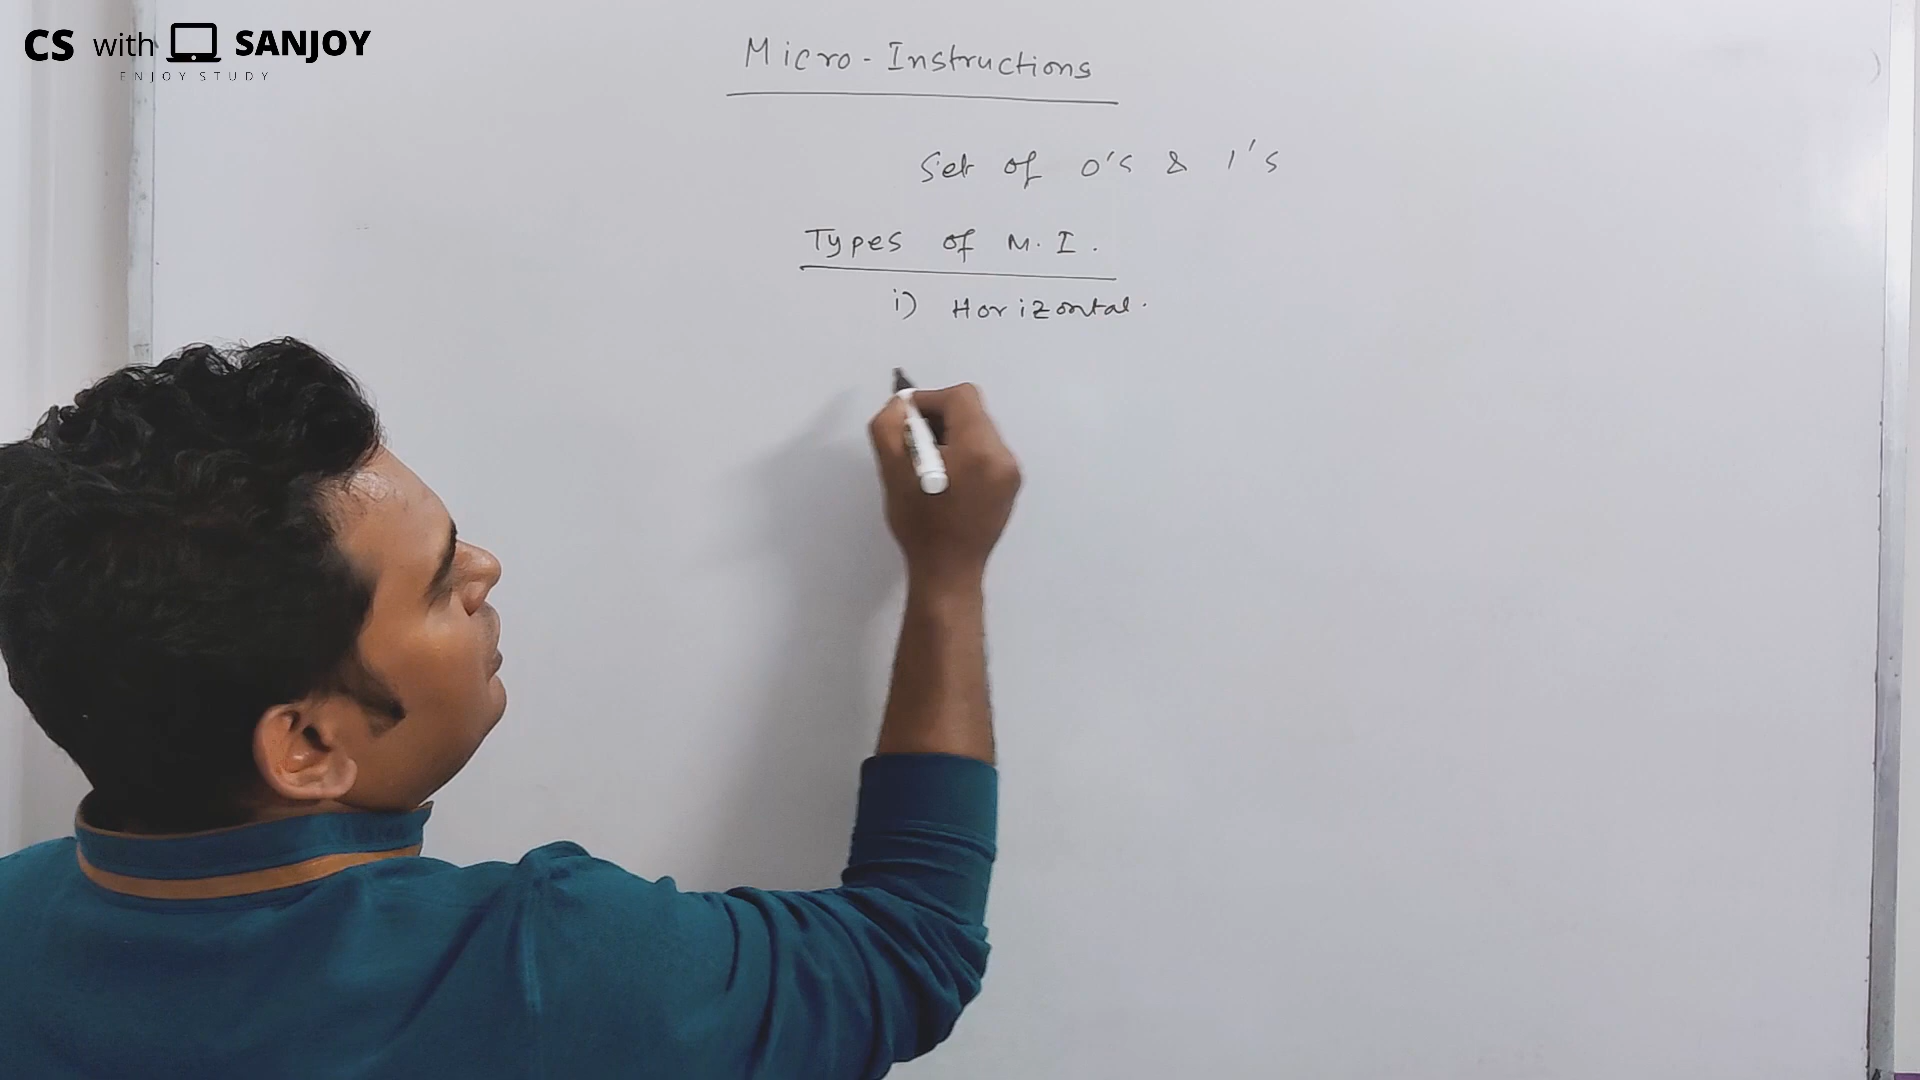 CS with SANJOY
ENJOY STUDY
Micro-Instructions
Set of 0's & 1's
Types of M.I.
i) Horizontal.